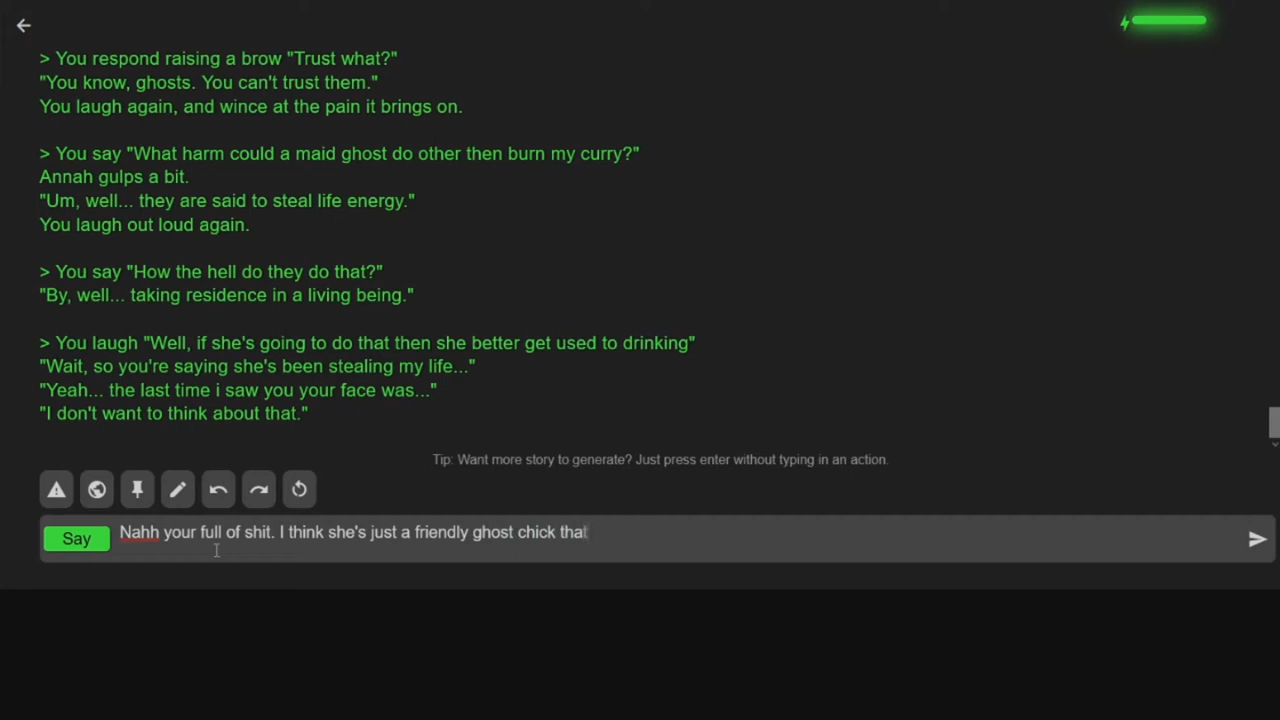 > You respond raising a brow "Trust what?"
"You know, ghosts. You can't trust them."
You laugh again, and wince at the pain it brings on.
> You say "What harm could a maid ghost do other then burn my curry?"
Annah gulps a bit.
"Um, well... they are said to steal life energy."
You laugh out loud again.
> You say "How the hell do they do that?"
"By, well... taking residence in a living being."
> You laugh "Well, if she's going to do that then she better get used to drinking"
"Wait, so you're saying she's been stealing my life..."
"Yeah... the last time i saw you your face was..."
"I don't want to think about that."
Tip: Want more story to generate? Just press enter without typing in an action.
Say Nahh your full of shit. I think she's just a friendly ghost chick that